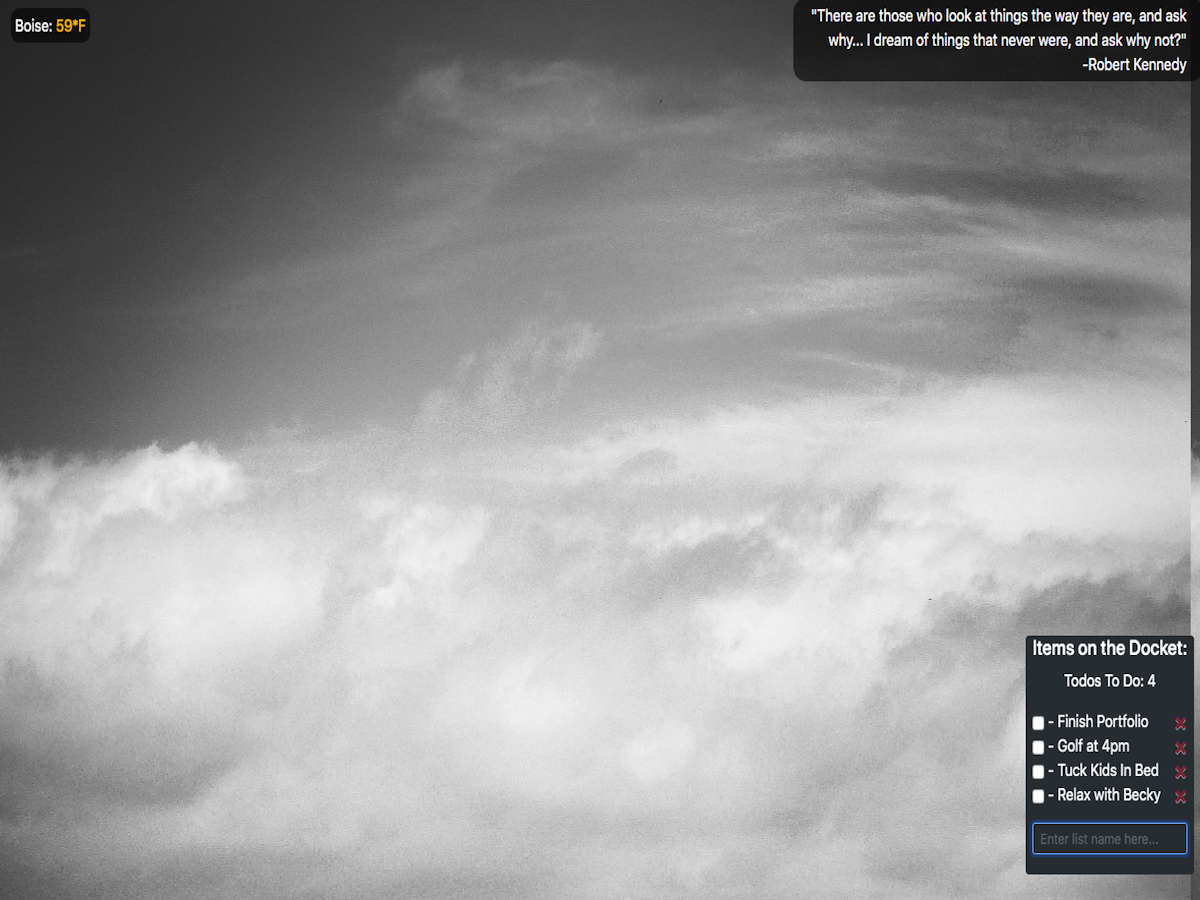 Boise: 59*F
"There are those who look at things the way they are, and ask
why... I dream of things that never were, and ask why not?"
-Robert Kennedy
Items on the Docket:
Todos To Do: 4
- Finish Portfolio
- Golf at 4pm
- Tuck Kids In Bed
- Relax with Becky
Enter list name here...